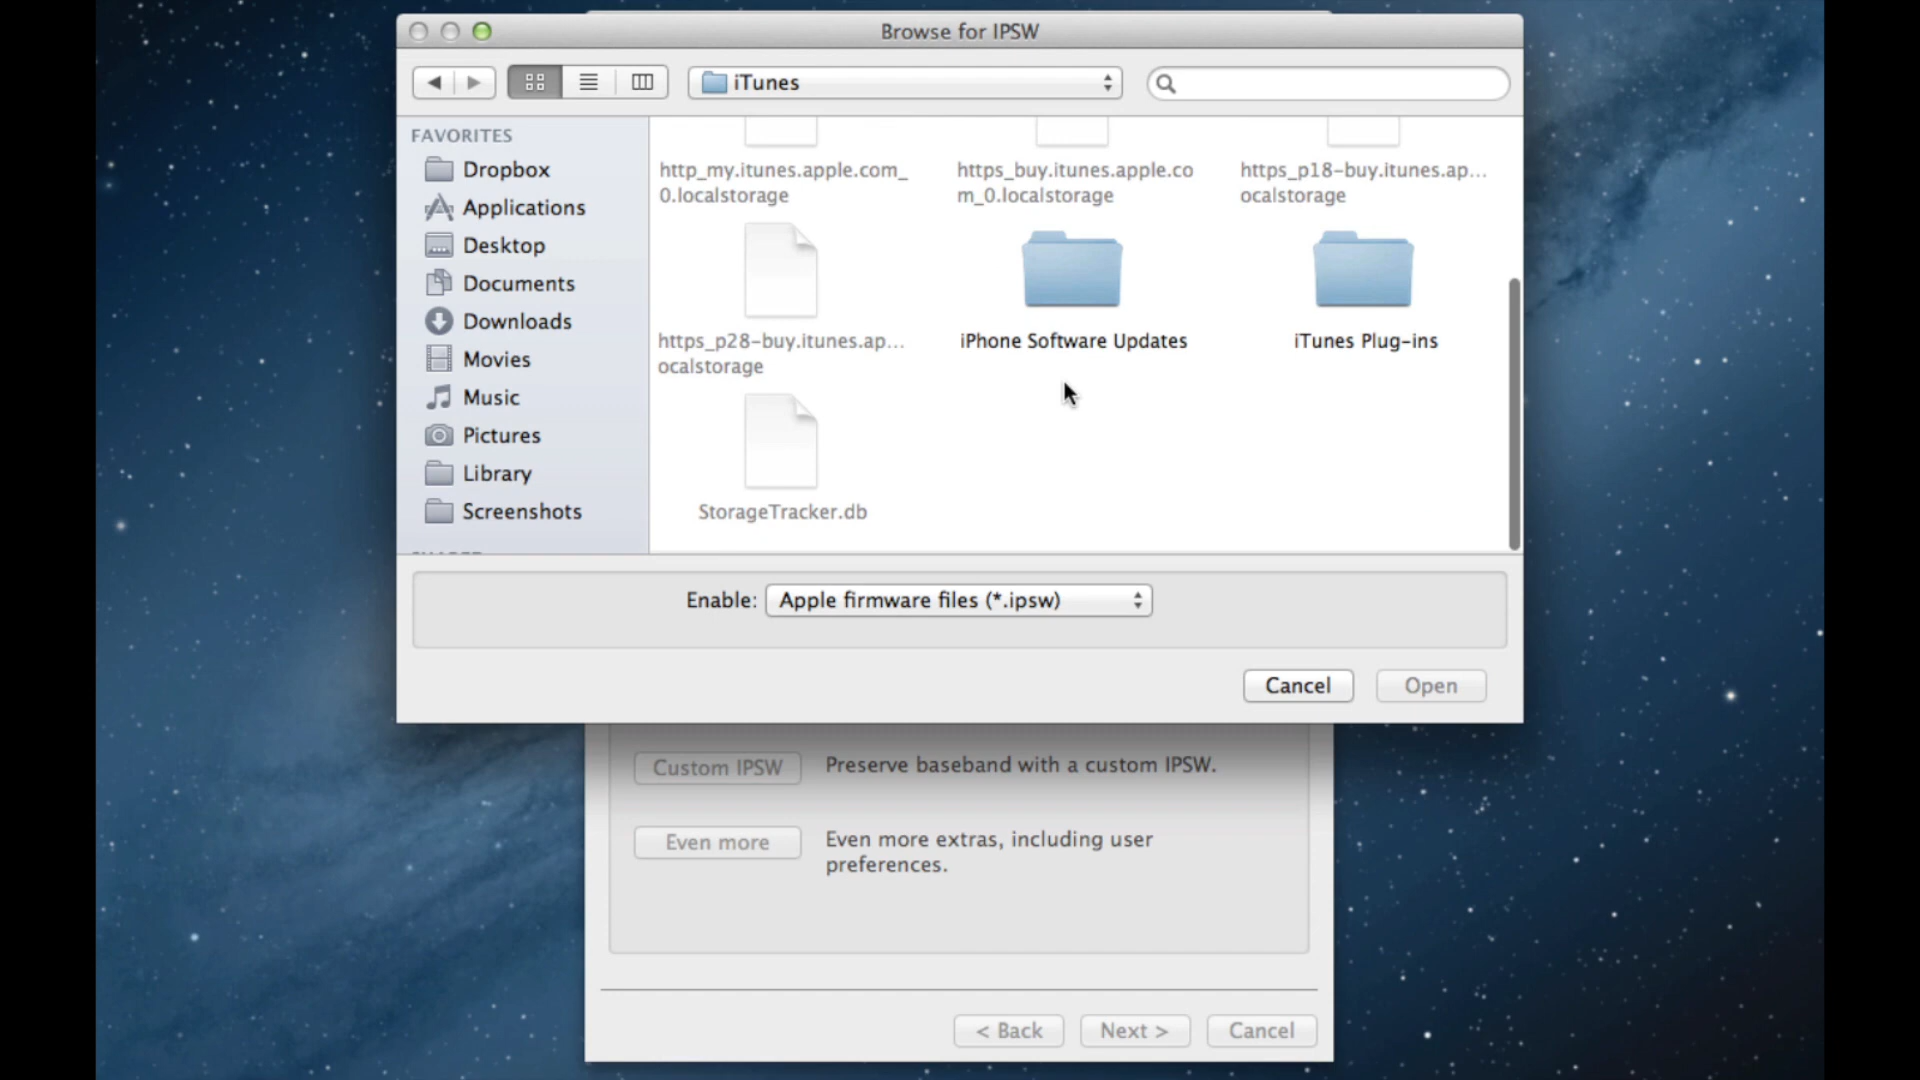 Browse for IPSW
iTunes
FAVORITES
Dropbox
Applications
Desktop
Documents
Downloads
Movies
Music
Pictures
Library
Screenshots
http_my.itunes.apple.com_
0.localstorage
https_buy.itunes.apple.co
m_0.localstorage
https_p18-buy.itunes.ap...
ocalstorage
https_p28-buy.itunes.ap...
ocalstorage
iPhone Software Updates
iTunes Plug-ins
StorageTracker.db
Enable: Apple firmware files (*.ipsw)
Cancel
Open
Custom IPSW
Preserve baseband with a custom IPSW.
Even more
Even more extras, including user
preferences.
< Back
Next >
Cancel